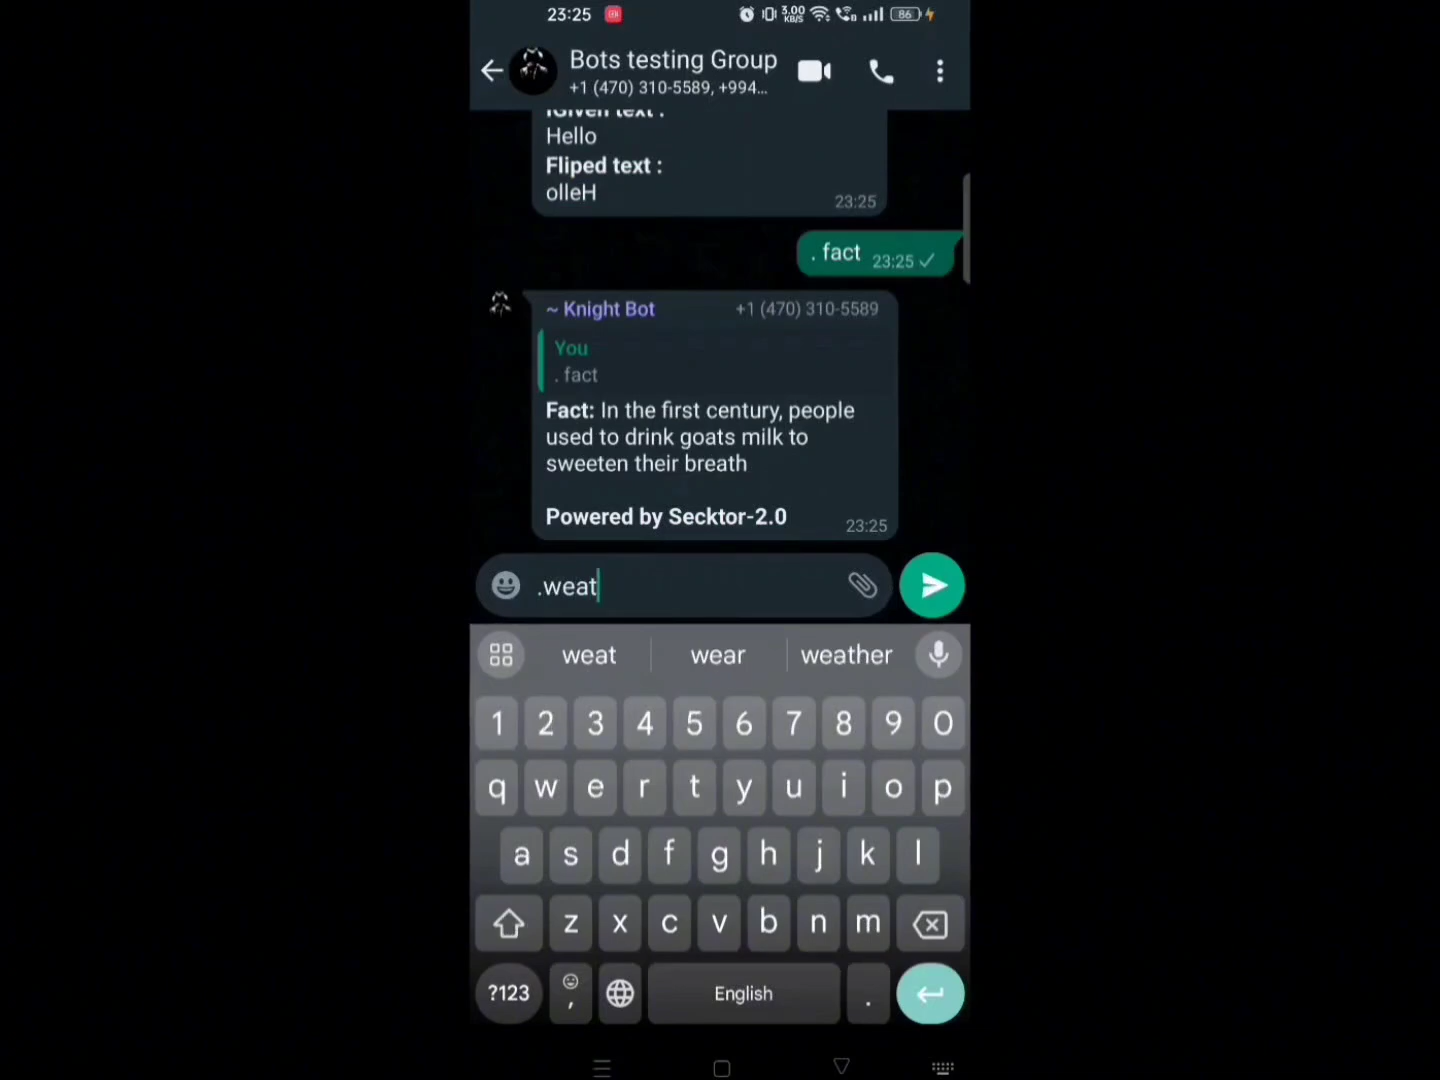 23:25
3.00
KB/S
86
Bots testing Group
+1 (470) 310-5589, +994...
Given text :
Hello
Fliped text :
olleH
23:25
. fact
23:25
~ Knight Bot +1 (470) 310-5589
You
. fact
Fact: In the first century, people
used to drink goats milk to
sweeten their breath
Powered by Secktor-2.0
23:25
.weat
weat wear weather
1 2 3 4 5 6 7 8 9 0
q w e r t y u i o p
a s d f g h j k l
z x c v b n m
?123 , English .